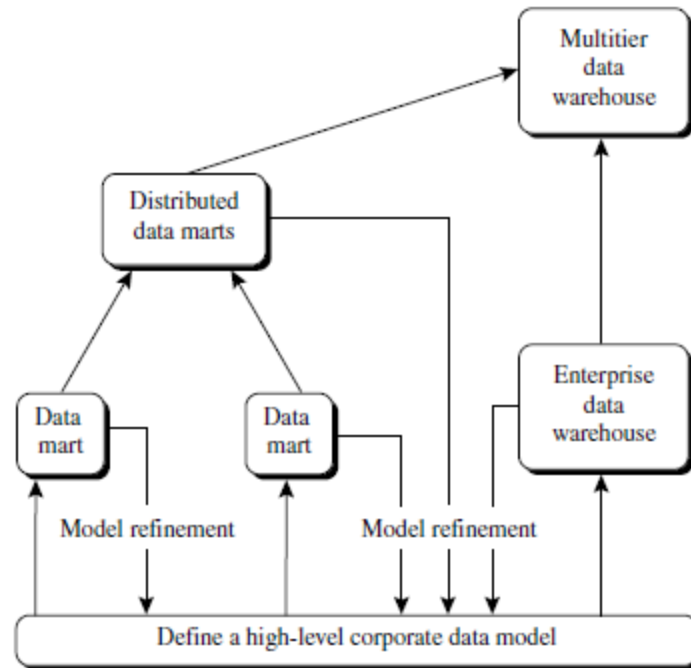 Multitier
data
warehouse
Distributed
data marts
Enterprise
data
warehouse
Data
mart
Data
mart
Model refinement
Model refinement
Define a high-level corporate data model